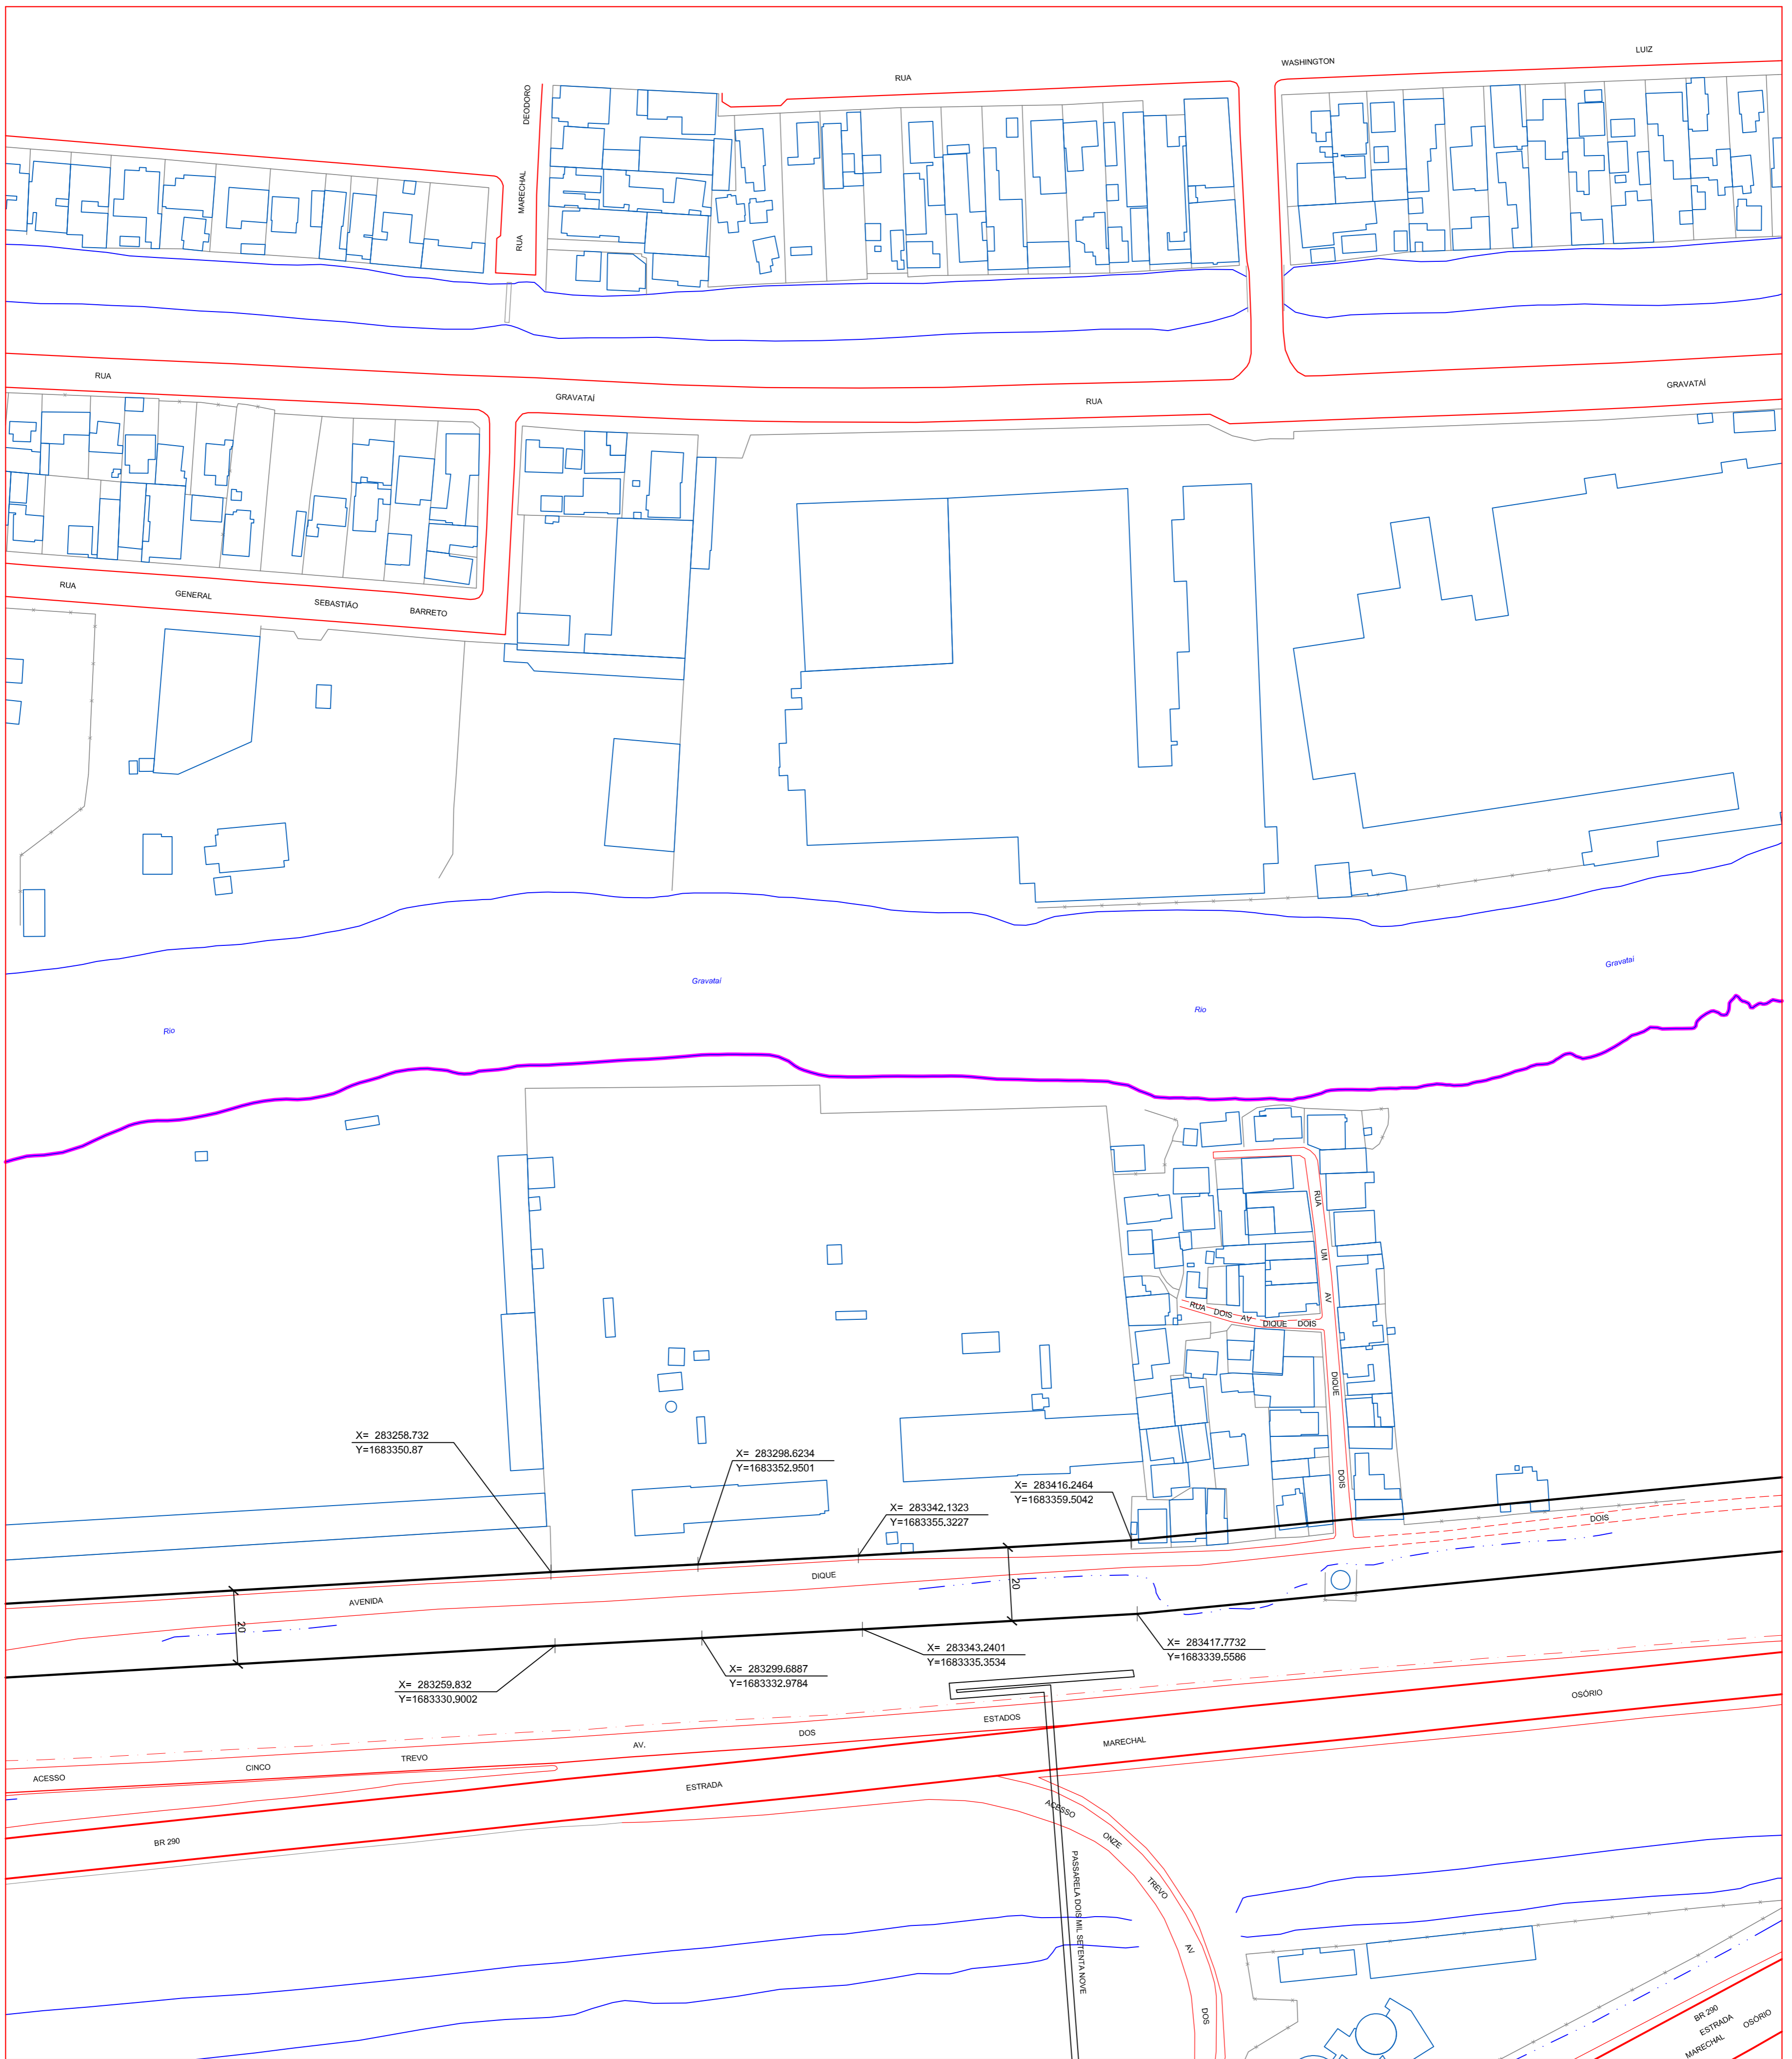 LUIZ
WASHINGTON
RUA
DEODORO
MARECHAL
RUA
RUA
GRAVATAÍ
RUA
GRAVATAÍ
RUA
GENERAL
SEBASTIÃO
BARRETO
Gravataí
Gravataí
Rio
Rio
RUA
UM
AV
DIQUE
DOIS
RUA DOIS AV DIQUE DOIS
X= 283258.732
Y=1683350.87
X= 283298.6234
Y=1683352.9501
X= 283342.1323
Y=1683355.3227
X= 283416.2464
Y=1683359.5042
DOIS
DIQUE
AVENIDA
20
20
X= 283259.832
Y=1683330.9002
X= 283299.6887
Y=1683332.9784
X= 283343.2401
Y=1683335.3534
X= 283417.7732
Y=1683339.5586
ACESSO
CINCO
TREVO
AV.
DOS
ESTADOS
BR 290
ESTRADA
MARECHAL
OSÓRIO
ACESSO
ONZE
TREVO
AV
DOS
PASSARELA DOIS MIL SETENTA NOVE
BR 290
ESTRADA
MARECHAL
OSÓRIO